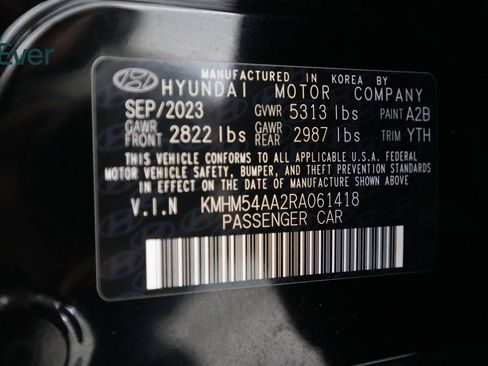 Ever
MANUFACTURED IN KOREA BY
HYUNDAI MOTOR COMPANY
SEP/2023 GVWR 5313 lbs PAINT A2B
GAWR FRONT 2822 lbs GAWR REAR 2987 lbs TRIM YTH
THIS VEHICLE CONFORMS TO ALL APPLICABLE U.S.A. FEDERAL
MOTOR VEHICLE SAFETY, BUMPER, AND THEFT PREVENTION STANDARDS
IN EFFECT ON THE DATE OF MANUFACTURE SHOWN ABOVE.
V.I.N KMHM54AA2RA061418
PASSENGER CAR